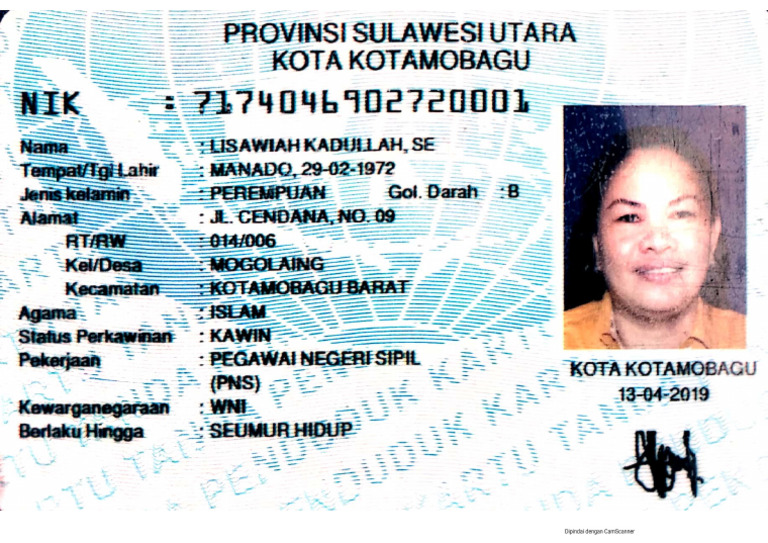 PROVINSI SULAWESI UTARA
KOTA KOTAMOBAGU
NIK : 7174046902720001
Nama : LISAWIAH KADULLAH, SE
Tempat/Tgl Lahir : MANADO, 29-02-1972
Jenis kelamin : PEREMPUAN Gol. Darah : B
Alamat : JL. CENDANA, NO. 09
RT/RW : 014/006
Kel/Desa : MOGOLAING
Kecamatan : KOTAMOBAGU BARAT
Agama : ISLAM
Status Perkawinan : KAWIN
Pekerjaan : PEGAWAI NEGERI SIPIL
(PNS)
Kewarganegaraan : WNI
Berlaku Hingga : SEUMUR HIDUP
KOTA KOTAMOBAGU
13-04-2019
Dipindai dengan CamScanner